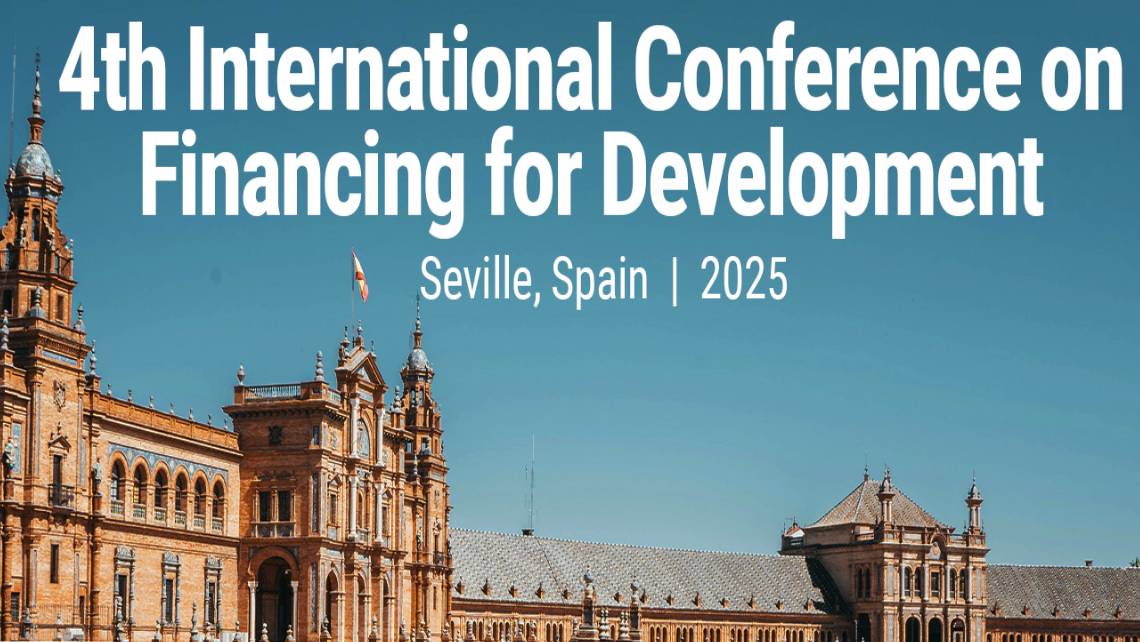 4th International Conference on
Financing for Development
Seville, Spain | 2025